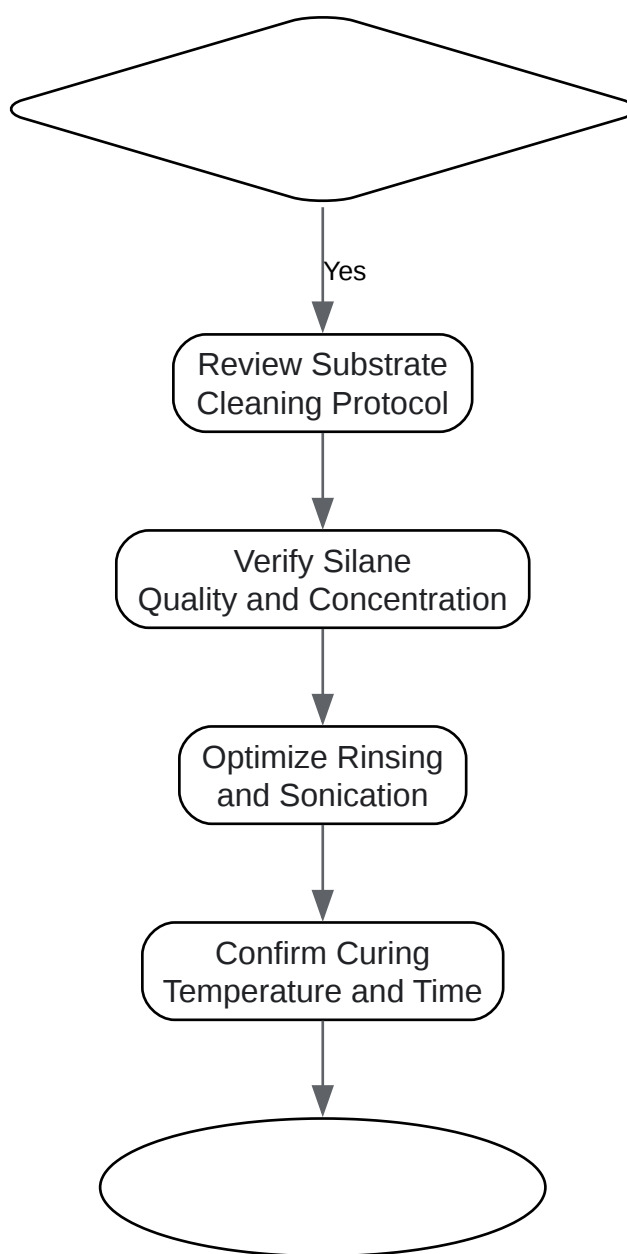 Yes
Review Substrate
Cleaning Protocol
Verify Silane
Quality and Concentration
Optimize Rinsing
and Sonication
Confirm Curing
Temperature and Time